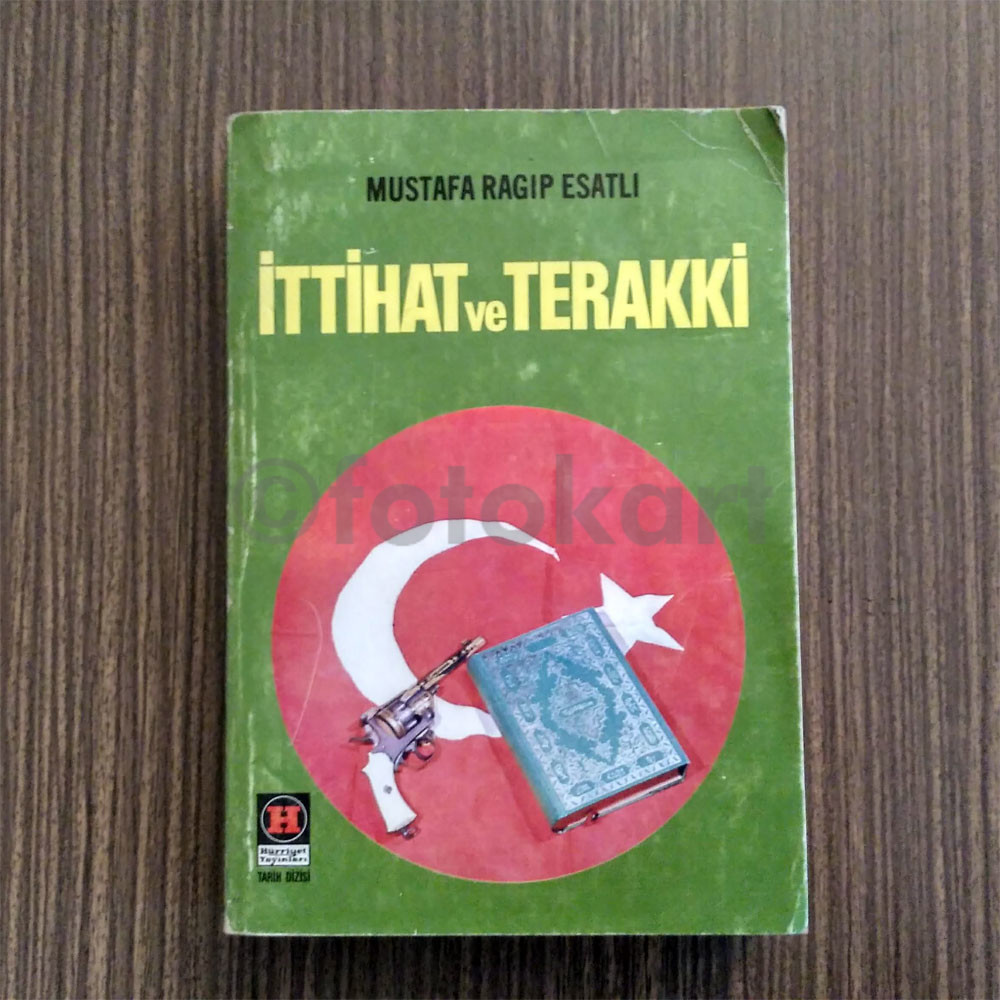 MUSTAFA RAGIP ESATLI
İTTİHAT ve TERAKKİ
©fotokart
H
Hürriyet
Yayınları
TARİH DİZİSİ